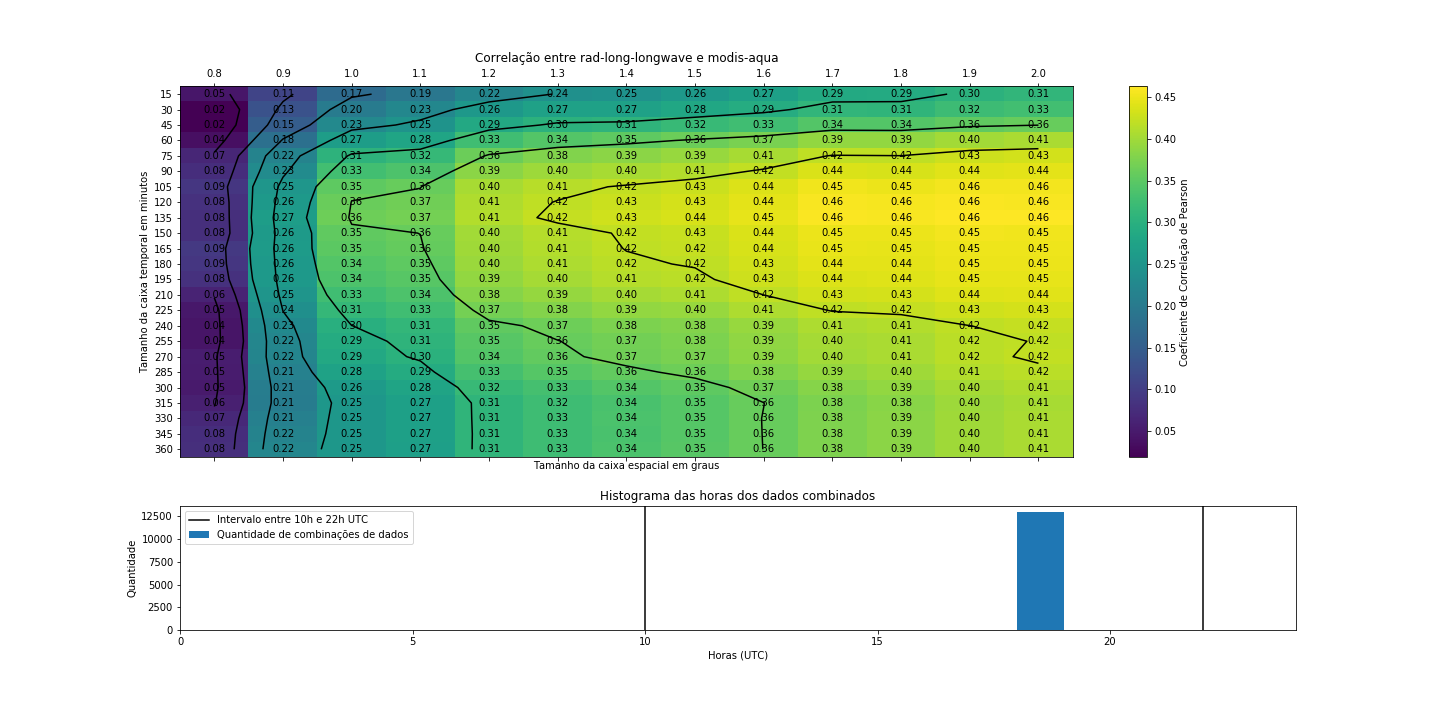 Correlação entre rad-long-longwave e modis-aqua
0.8 0.9 1.0 1.1 1.2 1.3 1.4 1.5 1.6 1.7 1.8 1.9 2.0
15 0.05 0.11 0.17 0.19 0.22 0.24 0.25 0.26 0.27 0.29 0.29 0.30 0.31
30 0.02 0.13 0.20 0.23 0.26 0.27 0.27 0.28 0.29 0.31 0.31 0.32 0.33
45 0.02 0.15 0.23 0.25 0.29 0.30 0.31 0.32 0.33 0.34 0.34 0.36 0.36
60 0.04 0.18 0.27 0.28 0.33 0.34 0.35 0.36 0.37 0.39 0.39 0.40 0.41
75 0.07 0.22 0.31 0.32 0.36 0.38 0.39 0.39 0.41 0.42 0.42 0.43 0.43
90 0.08 0.23 0.33 0.34 0.39 0.40 0.40 0.41 0.42 0.44 0.44 0.44 0.44
105 0.09 0.25 0.35 0.36 0.40 0.41 0.42 0.43 0.44 0.45 0.45 0.46 0.46
120 0.08 0.26 0.36 0.37 0.41 0.42 0.43 0.43 0.44 0.46 0.46 0.46 0.46
135 0.08 0.27 0.36 0.37 0.41 0.42 0.43 0.44 0.45 0.46 0.46 0.46 0.46
150 0.08 0.26 0.35 0.36 0.40 0.41 0.42 0.43 0.44 0.45 0.45 0.45 0.45
165 0.09 0.26 0.35 0.36 0.40 0.41 0.42 0.42 0.44 0.45 0.45 0.45 0.45
180 0.09 0.26 0.34 0.35 0.40 0.41 0.42 0.42 0.43 0.44 0.44 0.45 0.45
195 0.08 0.26 0.34 0.35 0.39 0.40 0.41 0.42 0.43 0.44 0.44 0.45 0.45
210 0.06 0.25 0.33 0.34 0.38 0.39 0.40 0.41 0.42 0.43 0.43 0.44 0.44
225 0.05 0.24 0.31 0.33 0.37 0.38 0.39 0.40 0.41 0.42 0.42 0.43 0.43
240 0.04 0.23 0.30 0.31 0.35 0.37 0.38 0.38 0.39 0.41 0.41 0.42 0.42
255 0.04 0.22 0.29 0.31 0.35 0.36 0.37 0.38 0.39 0.40 0.41 0.42 0.42
270 0.05 0.22 0.29 0.30 0.34 0.36 0.37 0.37 0.39 0.40 0.41 0.42 0.42
285 0.05 0.21 0.28 0.29 0.33 0.35 0.36 0.36 0.38 0.39 0.40 0.41 0.42
300 0.05 0.21 0.26 0.28 0.32 0.33 0.34 0.35 0.37 0.38 0.39 0.40 0.41
315 0.06 0.21 0.25 0.27 0.31 0.32 0.34 0.35 0.36 0.38 0.38 0.40 0.41
330 0.07 0.21 0.25 0.27 0.31 0.33 0.34 0.35 0.36 0.38 0.39 0.40 0.41
345 0.08 0.22 0.25 0.27 0.31 0.33 0.34 0.35 0.36 0.38 0.39 0.40 0.41
360 0.08 0.22 0.25 0.27 0.31 0.33 0.34 0.35 0.36 0.38 0.39 0.40 0.41
Tamanho da caixa temporal em minutos
Tamanho da caixa espacial em graus
0.45
0.40
0.35
0.30
0.25
0.20
0.15
0.10
0.05
Coeficiente de Correlação de Pearson
Histograma das horas dos dados combinados
Intervalo entre 10h e 22h UTC
Quantidade de combinações de dados
12500
10000
7500
5000
2500
0
Quantidade
0 5 10 15 20
Horas (UTC)